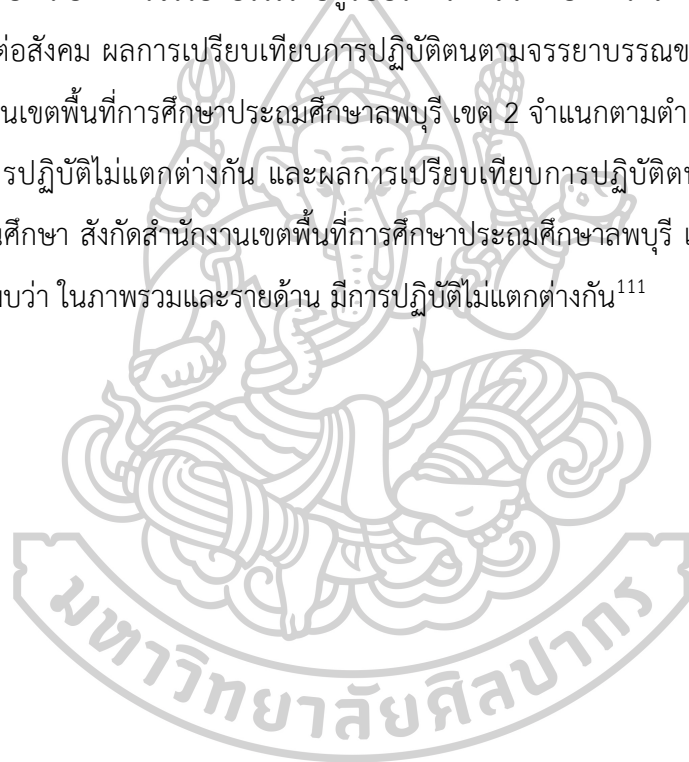 ต่อสังคม ผลการเปรียบเทียบการปฏิบัติตนตามจรรยาบรรณข
นเขตพื้นที่การศึกษาประถมศึกษาลพบุรี เขต 2 จำแนกตามตำ
รปฏิบัติไม่แตกต่างกัน และผลการเปรียบเทียบการปฏิบัติต
ศึกษา สังกัดสำนักงานเขตพื้นที่การศึกษาประถมศึกษาลพบุรี เ
บว่า ในภาพรวมและรายด้าน มีการปฏิบัติไม่แตกต่างกัน111
มหาวิทยาลัยศิลปากร